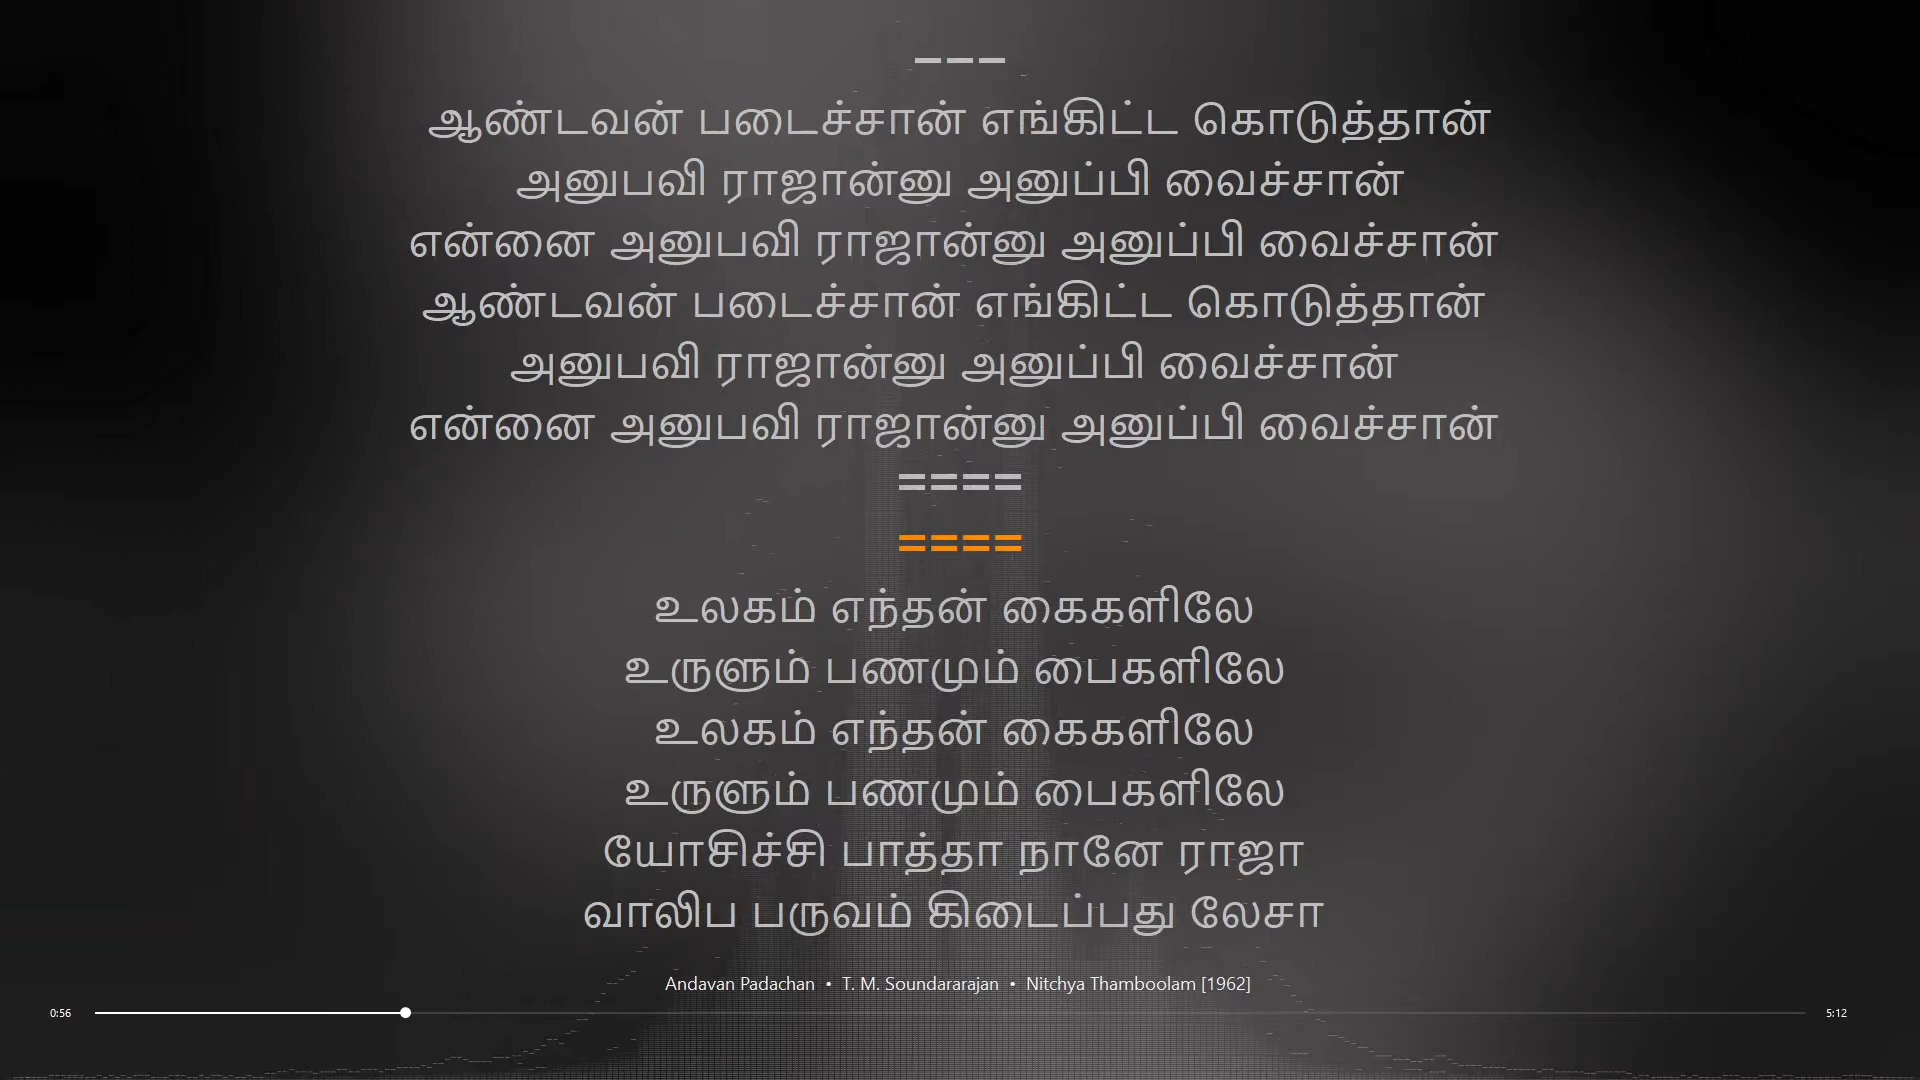 ---
ஆண்டவன் படைச்சான் எங்கிட்ட கொடுத்தான்
அனுபவி ராஜான்னு அனுப்பி வைச்சான்
என்னை அனுபவி ராஜான்னு அனுப்பி வைச்சான்
ஆண்டவன் படைச்சான் எங்கிட்ட கொடுத்தான்
அனுபவி ராஜான்னு அனுப்பி வைச்சான்
என்னை அனுபவி ராஜான்னு அனுப்பி வைச்சான்
====
====
உலகம் எந்தன் கைகளிலே
உருளும் பணமும் பைகளிலே
உலகம் எந்தன் கைகளிலே
உருளும் பணமும் பைகளிலே
யோசிச்சி பாத்தா நானே ராஜா
வாலிப பருவம் கிடைப்பது லேசா
Andavan Padachan • T. M. Soundararajan • Nitchya Thamboolam [1962]
0:56 5:12